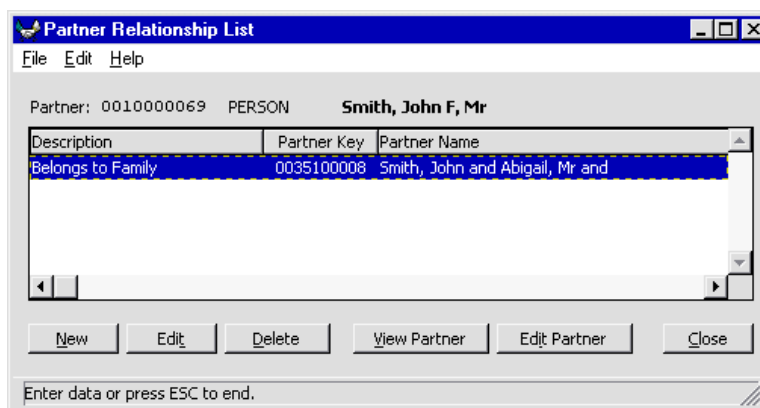 Partner Relationship List
File Edit Help
Partner: 0010000069 PERSON Smith, John F, Mr
Description Partner Key Partner Name
Belongs to Family 0035100008 Smith, John and Abigail, Mr and
New Edit Delete View Partner Edit Partner Close
Enter data or press ESC to end.